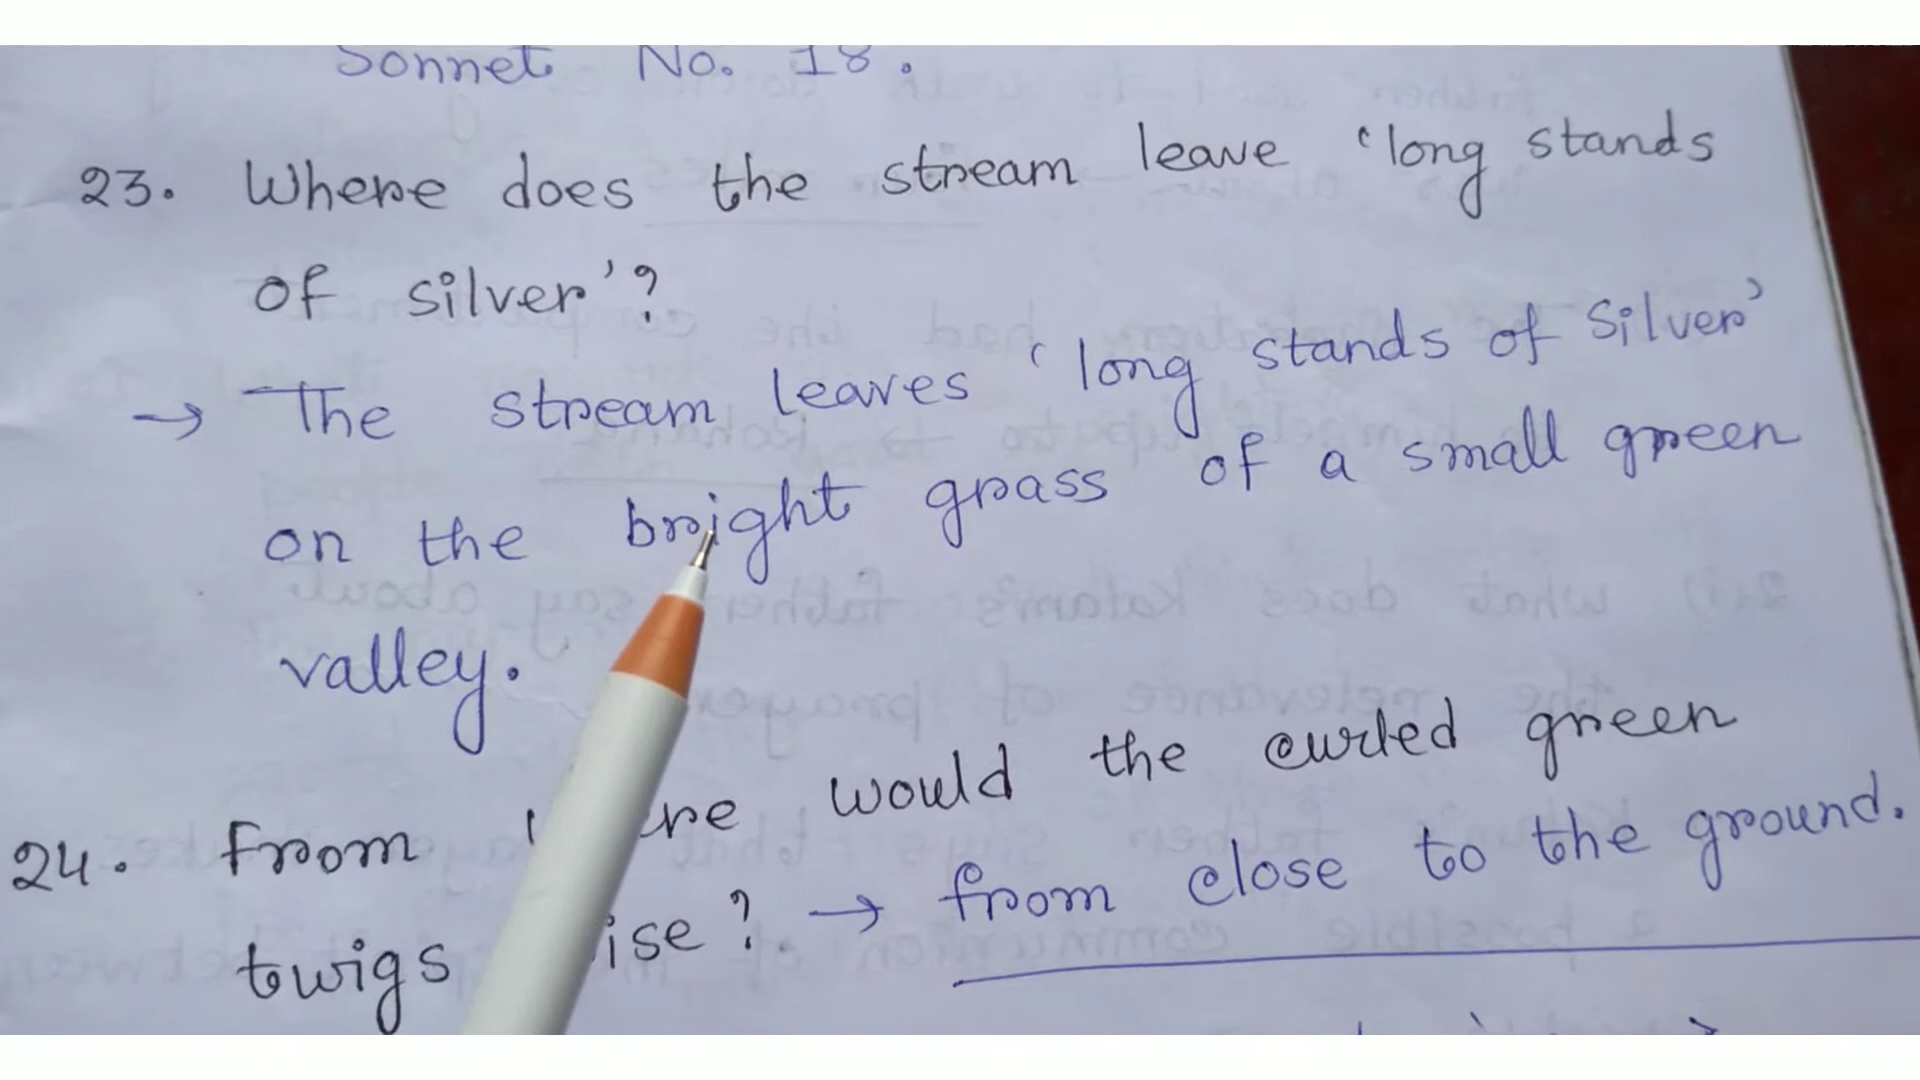 Sonnet No. 18.
23. Where does the stream leave 'long stands
of silver'?
→ The stream leaves 'long stands of Silver'
on the bright grass of a small green
valley.
24. From would the curled green
twigs ? → from close to the ground.